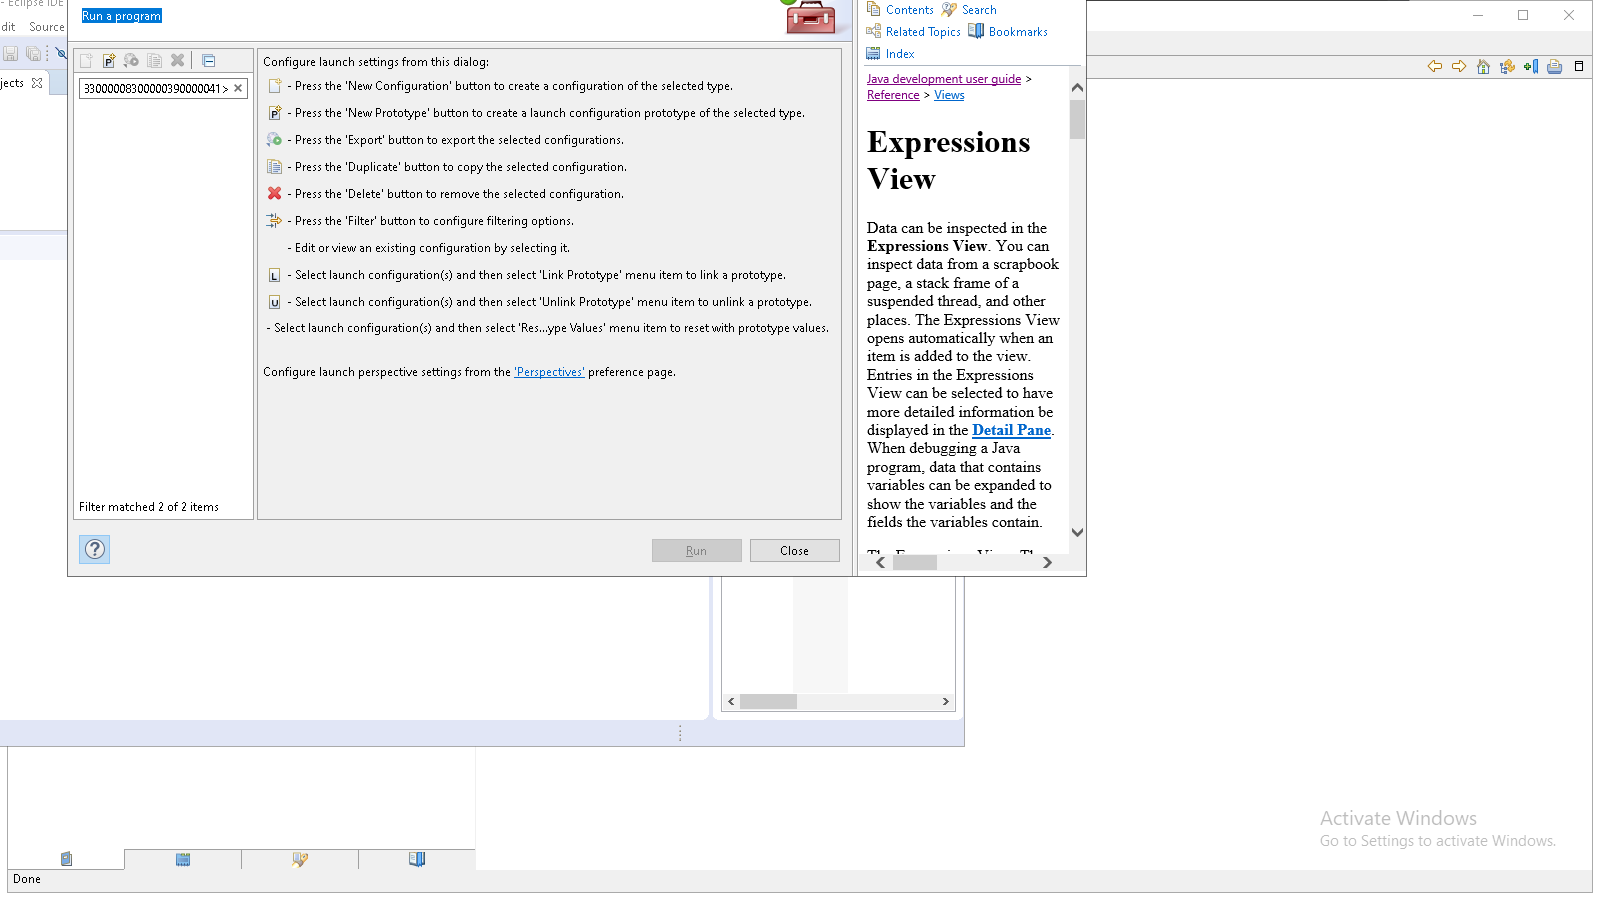 - Eclipse IDE
Run a program
dit Source
jects
33000008300000390000041>
Filter matched 2 of 2 items
Configure launch settings from this dialog:
- Press the 'New Configuration' button to create a configuration of the selected type.
- Press the 'New Prototype' button to create a launch configuration prototype of the selected type.
- Press the 'Export' button to export the selected configurations.
- Press the 'Duplicate' button to copy the selected configuration.
- Press the 'Delete' button to remove the selected configuration.
- Press the 'Filter' button to configure filtering options.
- Edit or view an existing configuration by selecting it.
- Select launch configuration(s) and then select 'Link Prototype' menu item to link a prototype.
- Select launch configuration(s) and then select 'Unlink Prototype' menu item to unlink a prototype.
- Select launch configuration(s) and then select 'Res...ype Values' menu item to reset with prototype values.
Configure launch perspective settings from the 'Perspectives' preference page.
Run
Close
Contents Search
Related Topics Bookmarks
Index
Java development user guide >
Reference > Views
Expressions
View
Data can be inspected in the
Expressions View. You can
inspect data from a scrapbook
page, a stack frame of a
suspended thread, and other
places. The Expressions View
opens automatically when an
item is added to the view.
Entries in the Expressions
View can be selected to have
more detailed information be
displayed in the Detail Pane.
When debugging a Java
program, data that contains
variables can be expanded to
show the variables and the
fields the variables contain.
Activate Windows
Go to Settings to activate Windows.
Done